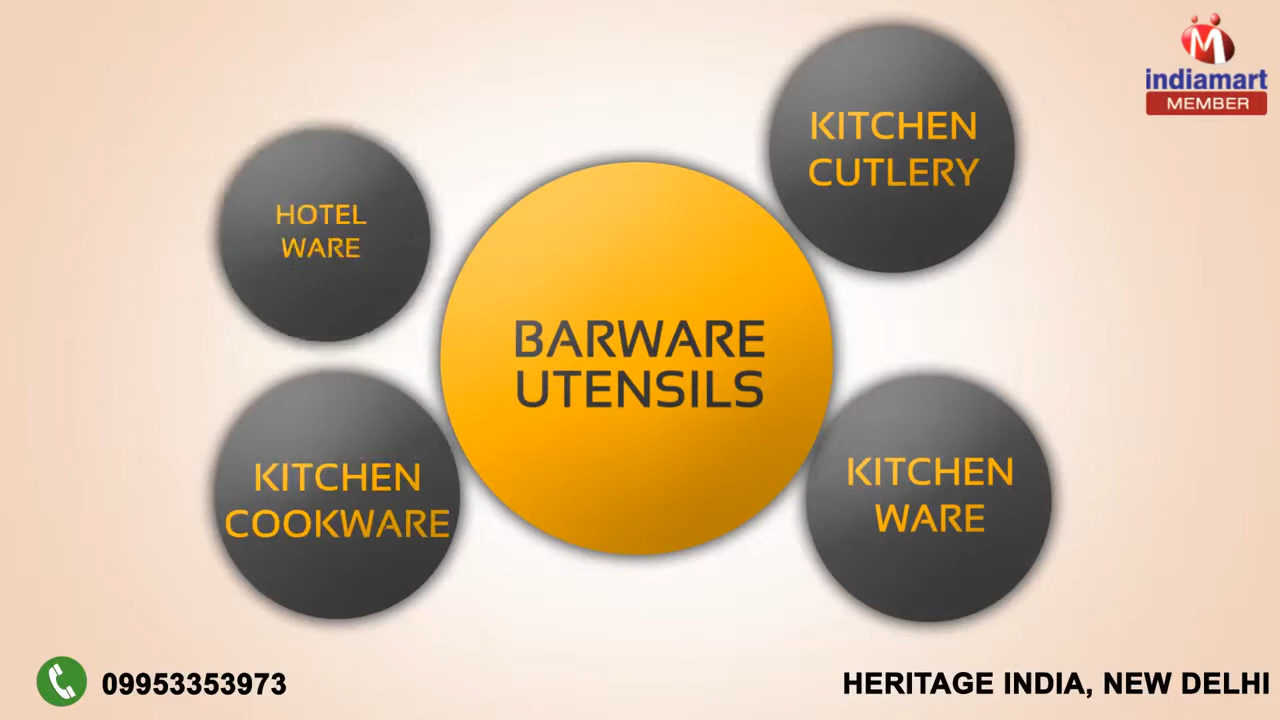 indiamart
MEMBER
KITCHEN
CUTLERY
HOTEL
WARE
BARWARE
UTENSILS
KITCHEN
COOKWARE
KITCHEN
WARE
09953353973
HERITAGE INDIA, NEW DELHI